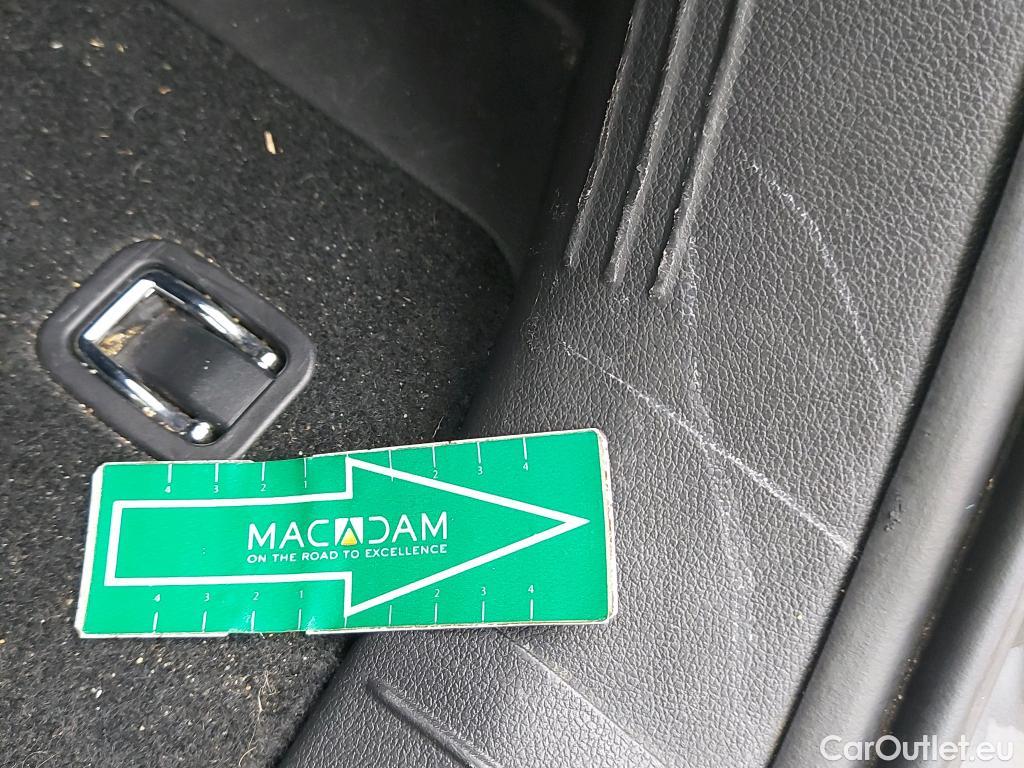 4 3 2 1 1 2 3 4
MACADAM
ON THE ROAD TO EXCELLENCE
4 3 2 1 1 2 3 4
CarOutlet.eu